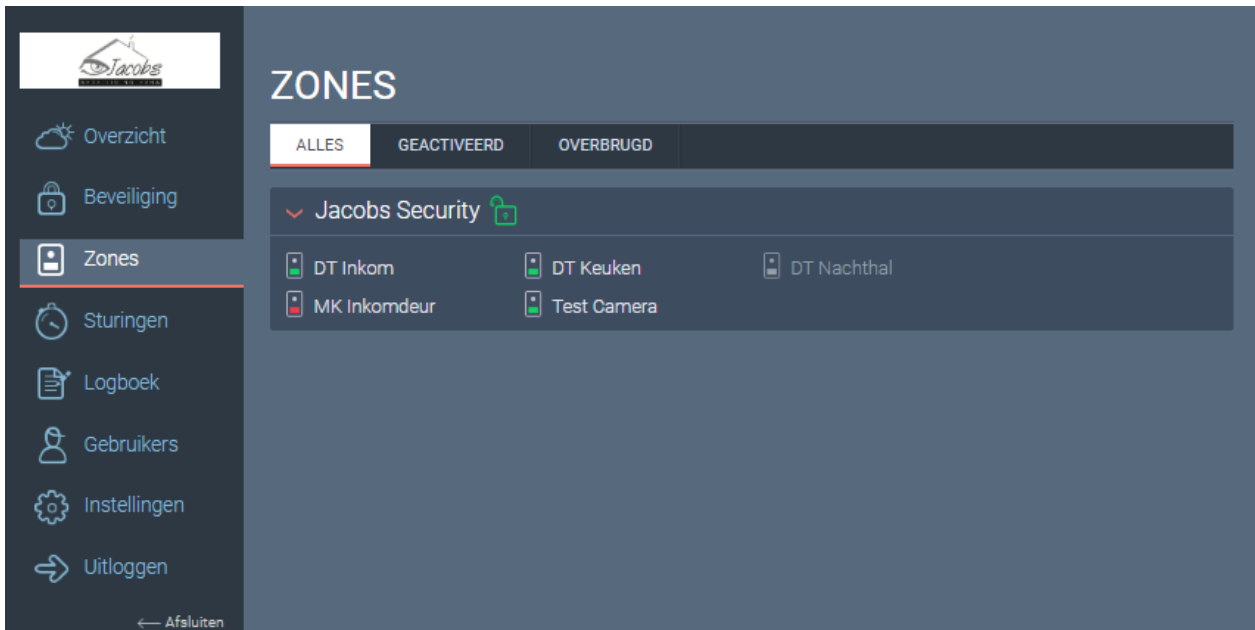 Jacobs
Overzicht
Beveiliging
Zones
Sturingen
Logboek
Gebruikers
Instellingen
Uitloggen
← Afsluiten
ZONES
ALLES GEACTIVEERD OVERBRUGD
Jacobs Security
DT Inkom DT Keuken DT Nachthal
MK Inkomdeur Test Camera